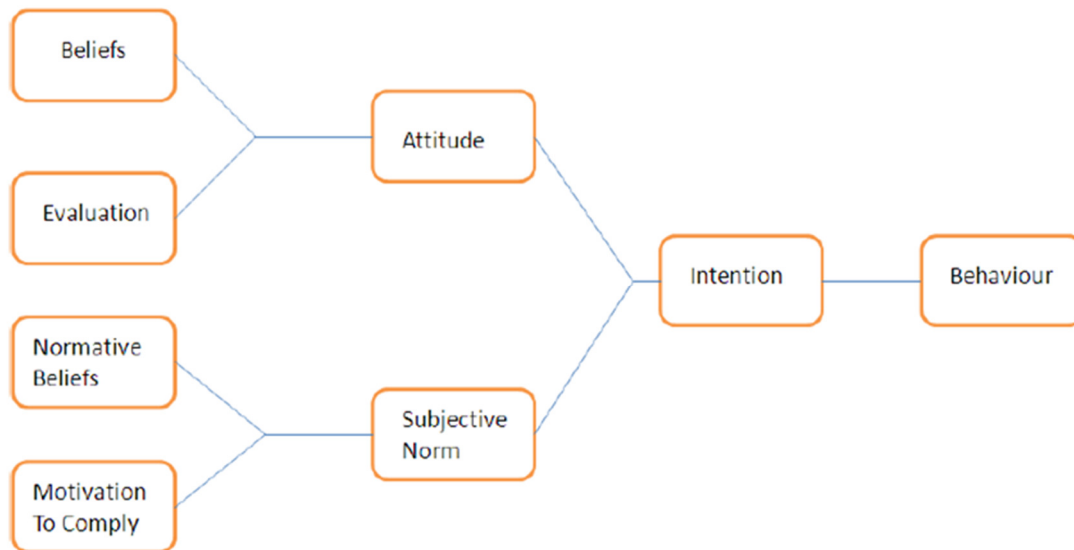 Beliefs
Evaluation
Normative
Beliefs
Motivation
To Comply
Attitude
Subjective
Norm
Intention
Behaviour